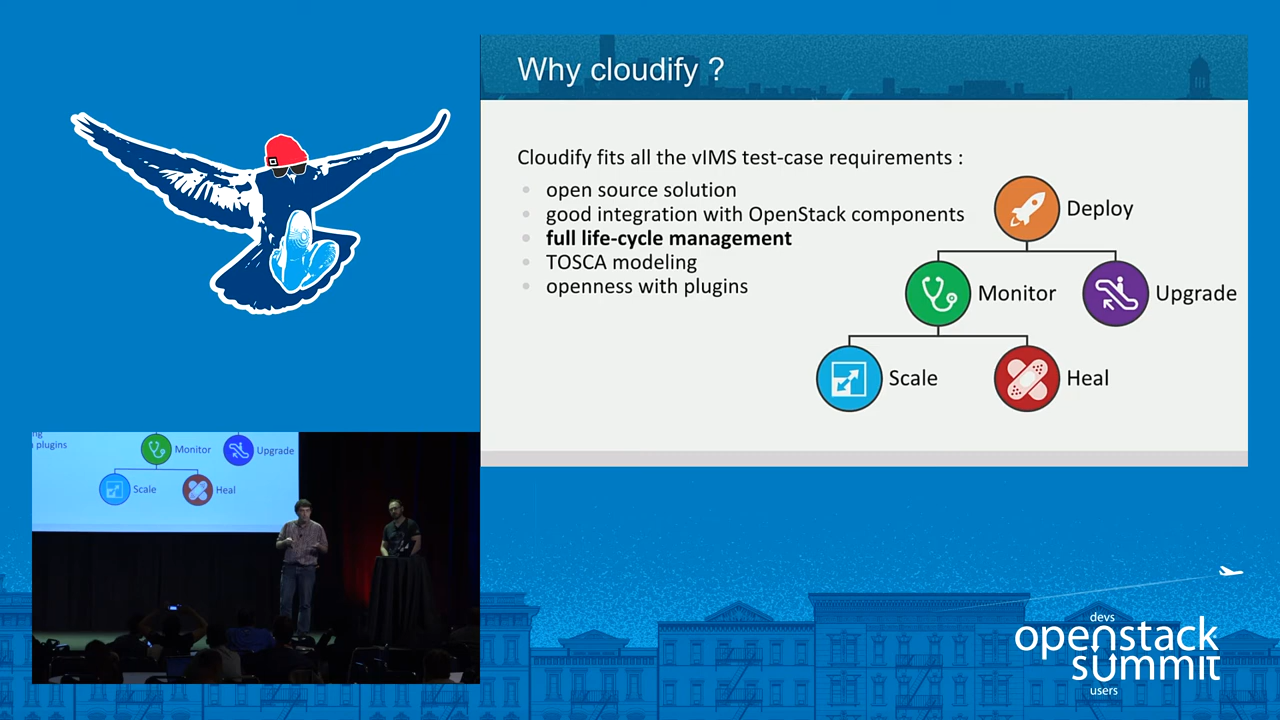 Why cloudify ?
Cloudify fits all the vIMS test-case requirements :
open source solution
good integration with OpenStack components
full life-cycle management
TOSCA modeling
openness with plugins
Deploy
Monitor
Upgrade
Scale
Heal
plugins
Monitor
Upgrade
Scale
Heal
devs
openstack
summit
users